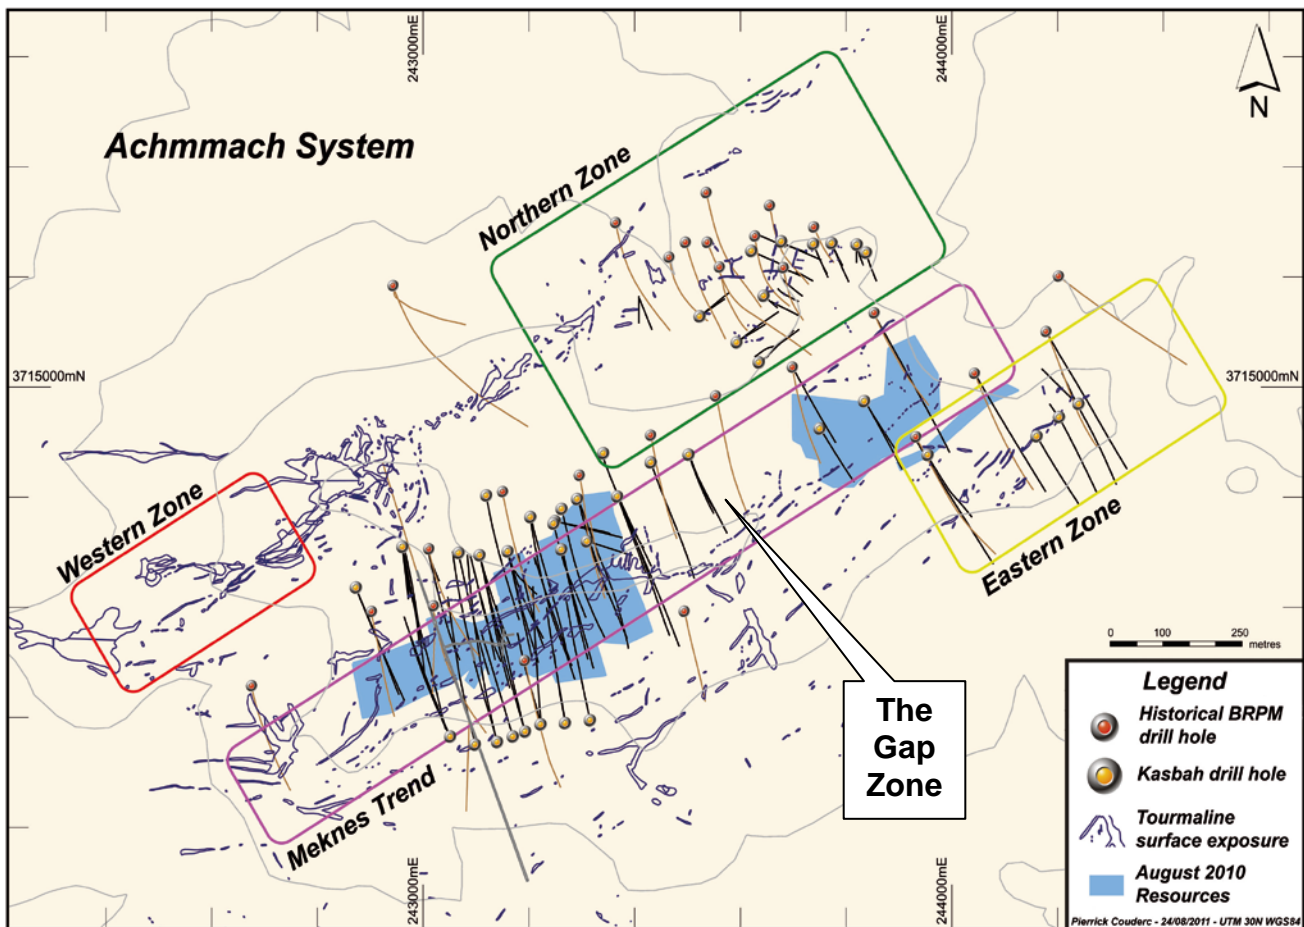 243000mE
244000mE
N
Achmmach System
Northern Zone
3715000mN
3715000mN
Western Zone
Eastern Zone
Meknes Trend
The
Gap
Zone
0 100 250
metres
Legend
Historical BRPM
drill hole
Kasbah drill hole
Tourmaline
surface exposure
August 2010
Resources
243000mE
244000mE
Pierrick Couderc - 24/08/2011 - UTM 30N WGS84